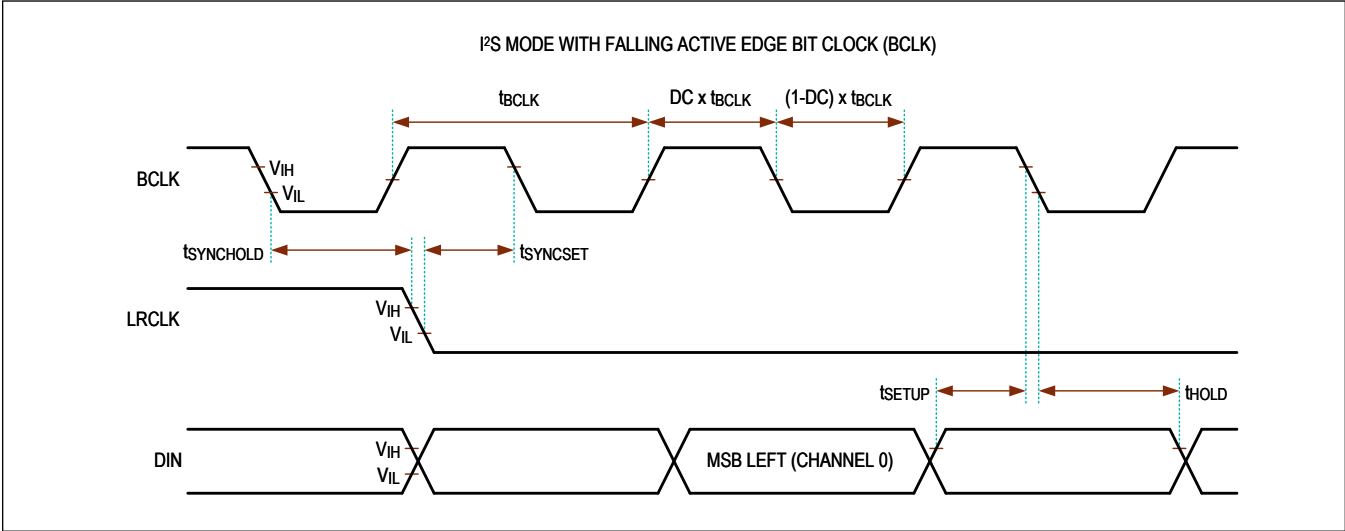 I²S MODE WITH FALLING ACTIVE EDGE BIT CLOCK (BCLK)
tBCLK DC x tBCLK (1-DC) x tBCLK
BCLK
VIH
VIL
tSYNCHOLD tSYNCSET
LRCLK
VIH
VIL
tSETUP tHOLD
DIN
VIH
VIL
MSB LEFT (CHANNEL 0)